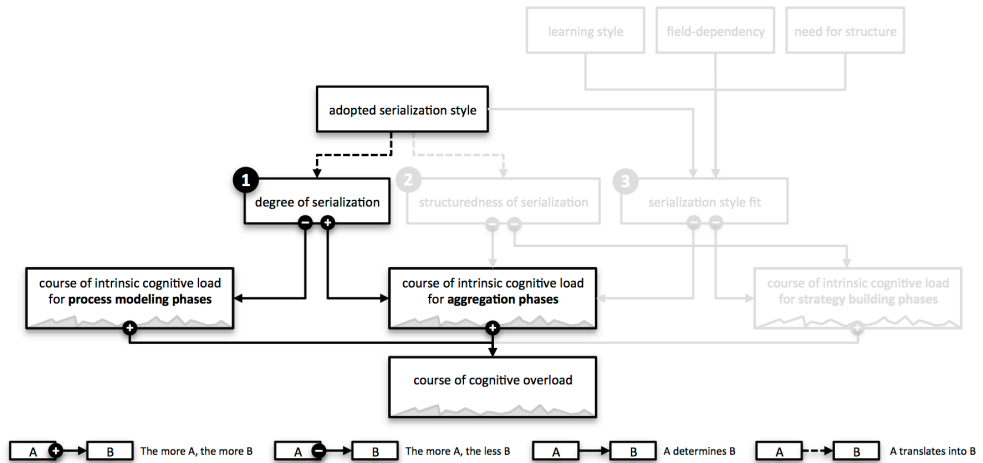 learning style
field-dependency
need for structure
adopted serialization style
1
2
3
degree of serialization
structuredness of serialization
serialization style fit
− +
− −
− −
course of intrinsic cognitive load
for process modeling phases
course of intrinsic cognitive load
for aggregation phases
course of intrinsic cognitive load
for strategy building phases
+
+
+
course of cognitive overload
A + B The more A, the more B
A − B The more A, the less B
A B A determines B
A B A translates into B